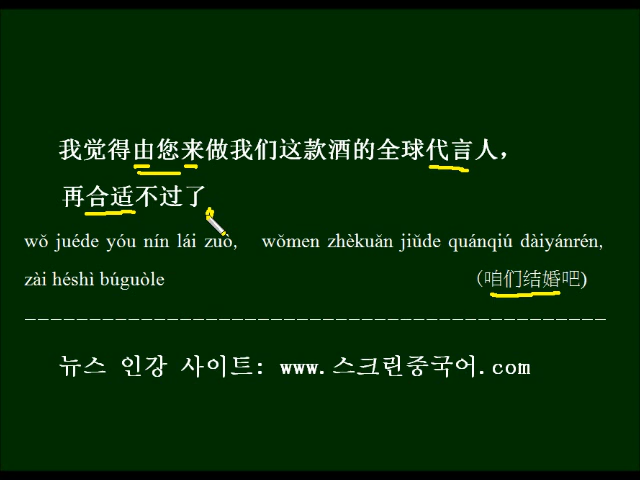 我觉得由您来做我们这款酒的全球代言人，
再合适不过了
wǒ juéde yóu nín lái zuò, wǒmen zhèkuǎn jiǔde quánqiú dàiyánrén,
zài héshì búguòle (咱们结婚吧)
뉴스 인강 사이트: www.스크린중국어.com